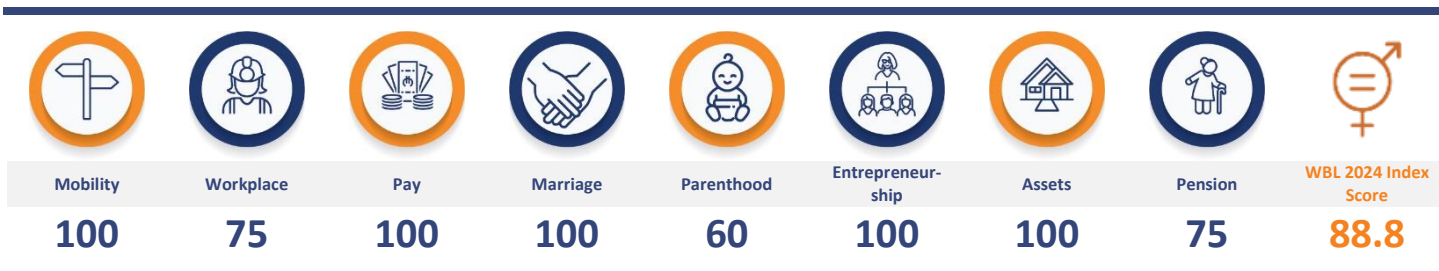 Mobility
Workplace
Pay
Marriage
Parenthood
Entrepreneur-
ship
Assets
Pension
WBL 2024 Index
Score
100
75
100
100
60
100
100
75
88.8